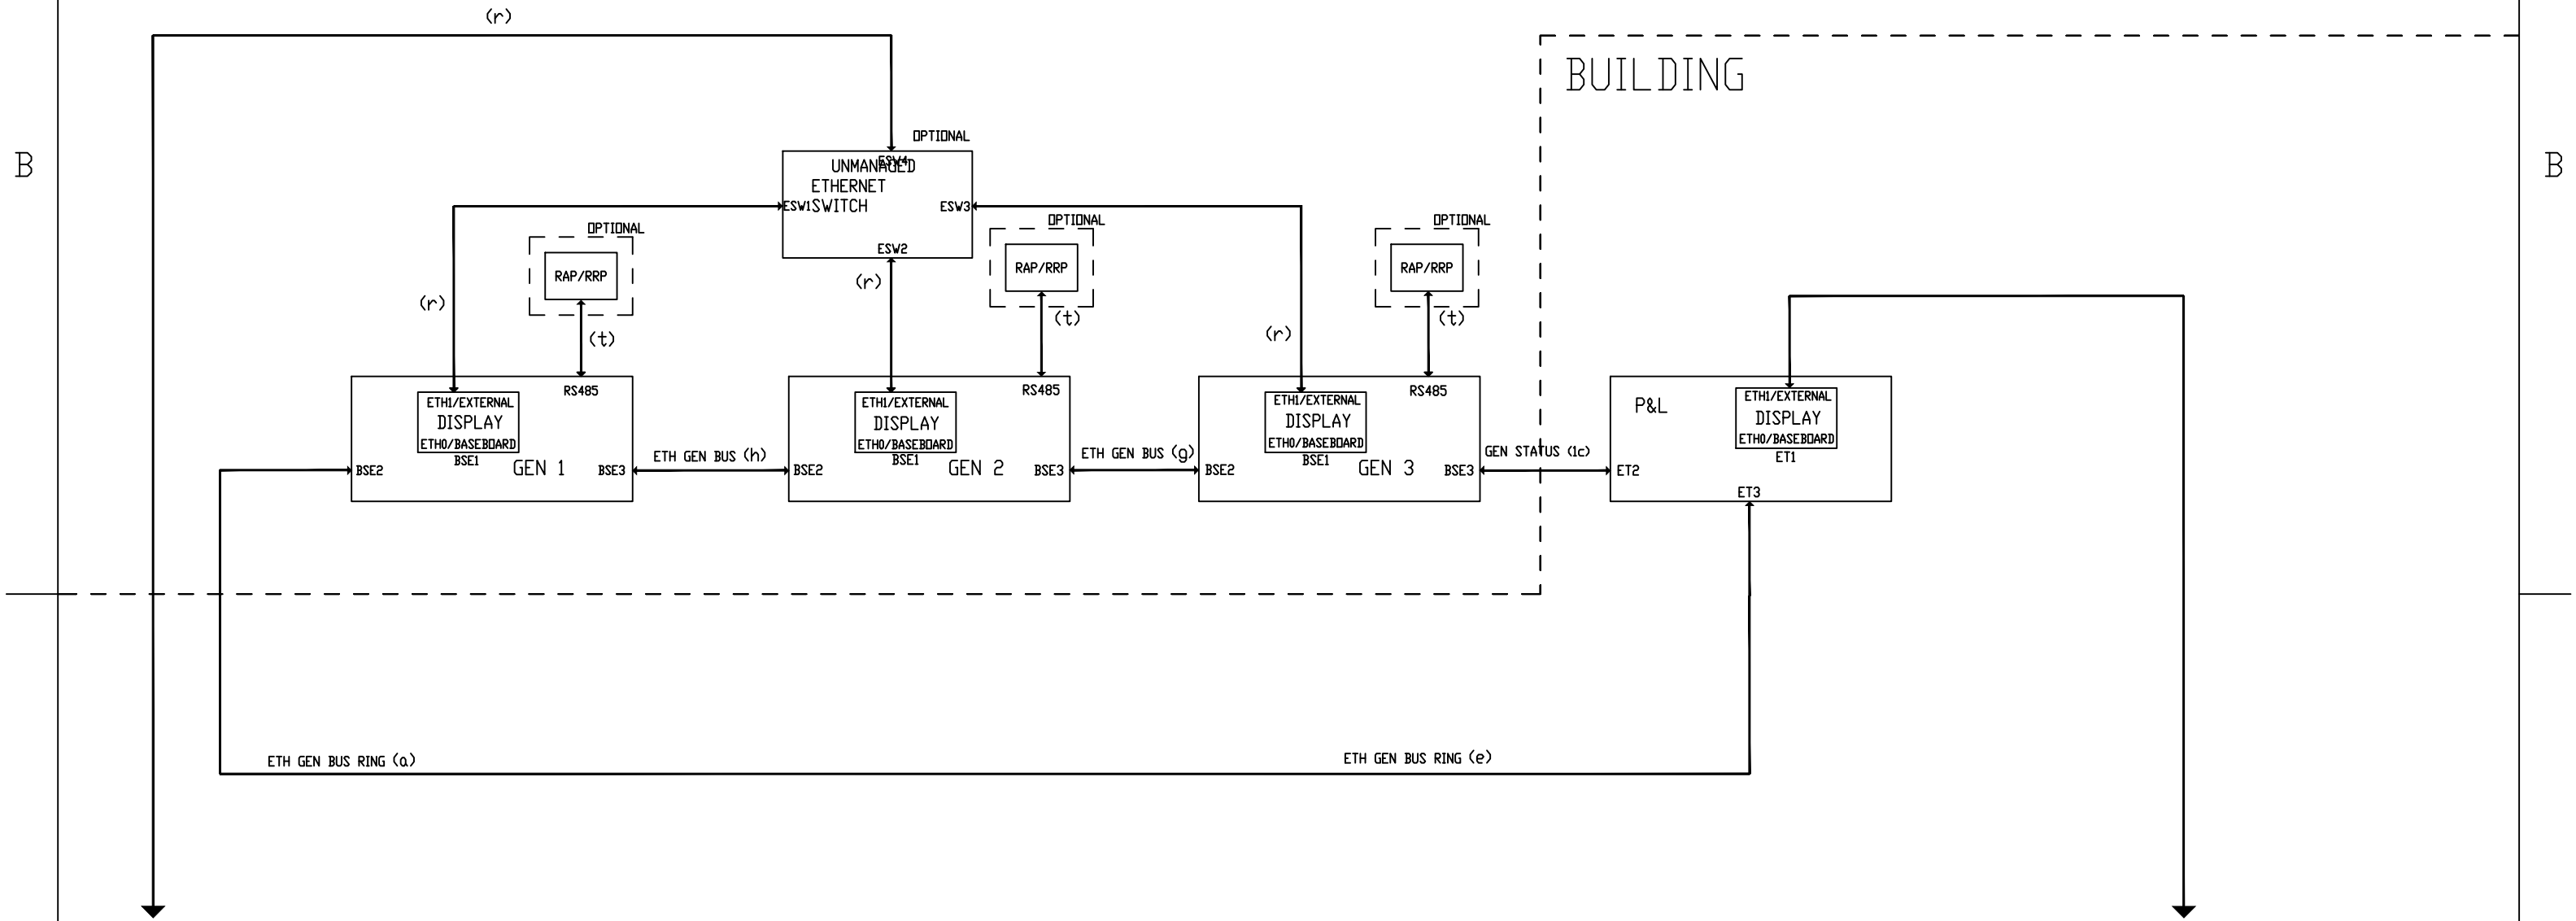 (r)
BUILDING
B
B
OPTIONAL
ESW4
UNMANAGED
ETHERNET
ESW1 SWITCH
ESW3
ESW2
OPTIONAL
RAP/RRP
OPTIONAL
RAP/RRP
OPTIONAL
RAP/RRP
(r)
(t)
(r)
(t)
(r)
(t)
RS485
ETH1/EXTERNAL
DISPLAY
ETH0/BASEBOARD
BSE1
BSE2
GEN 1
BSE3
ETH GEN BUS (h)
RS485
ETH1/EXTERNAL
DISPLAY
ETH0/BASEBOARD
BSE1
BSE2
GEN 2
BSE3
ETH GEN BUS (g)
RS485
ETH1/EXTERNAL
DISPLAY
ETH0/BASEBOARD
BSE1
BSE2
GEN 3
BSE3
GEN STATUS (1c)
P&L
ETH1/EXTERNAL
DISPLAY
ETH0/BASEBOARD
ET1
ET2
ET3
ETH GEN BUS RING (a)
ETH GEN BUS RING (e)